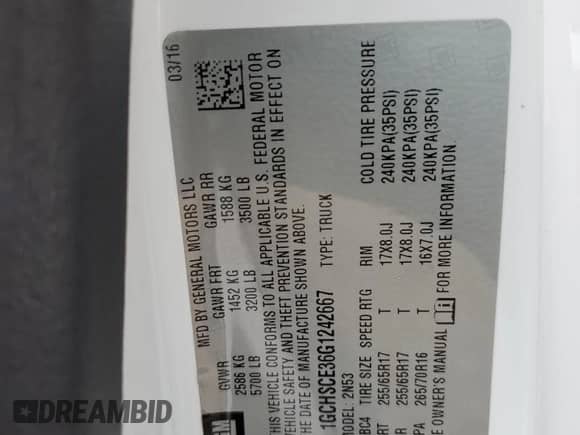 MFD BY GENERAL MOTORS LLC
03/16
GVWR GAWR FRT GAWR RR
2586 KG 1452 KG 1588 KG
5700 LB 3200 LB 3500 LB
THIS VEHICLE CONFORMS TO ALL APPLICABLE U.S. FEDERAL MOTOR
VEHICLE SAFETY AND THEFT PREVENTION STANDARDS IN EFFECT ON
THE DATE OF MANUFACTURE SHOWN ABOVE.
1GCHSCE36G1242667 TYPE: TRUCK
MODEL: 2N53
BC4 TIRE SIZE SPEED RTG RIM COLD TIRE PRESSURE
RT 255/65R17 T 17X8.0J 240KPA(35PSI)
R 255/65R17 T 17X8.0J 240KPA(35PSI)
PA 265/70R16 T 16X7.0J 240KPA(35PSI)
E OWNER'S MANUAL FOR MORE INFORMATION.
GM
DREAMBID